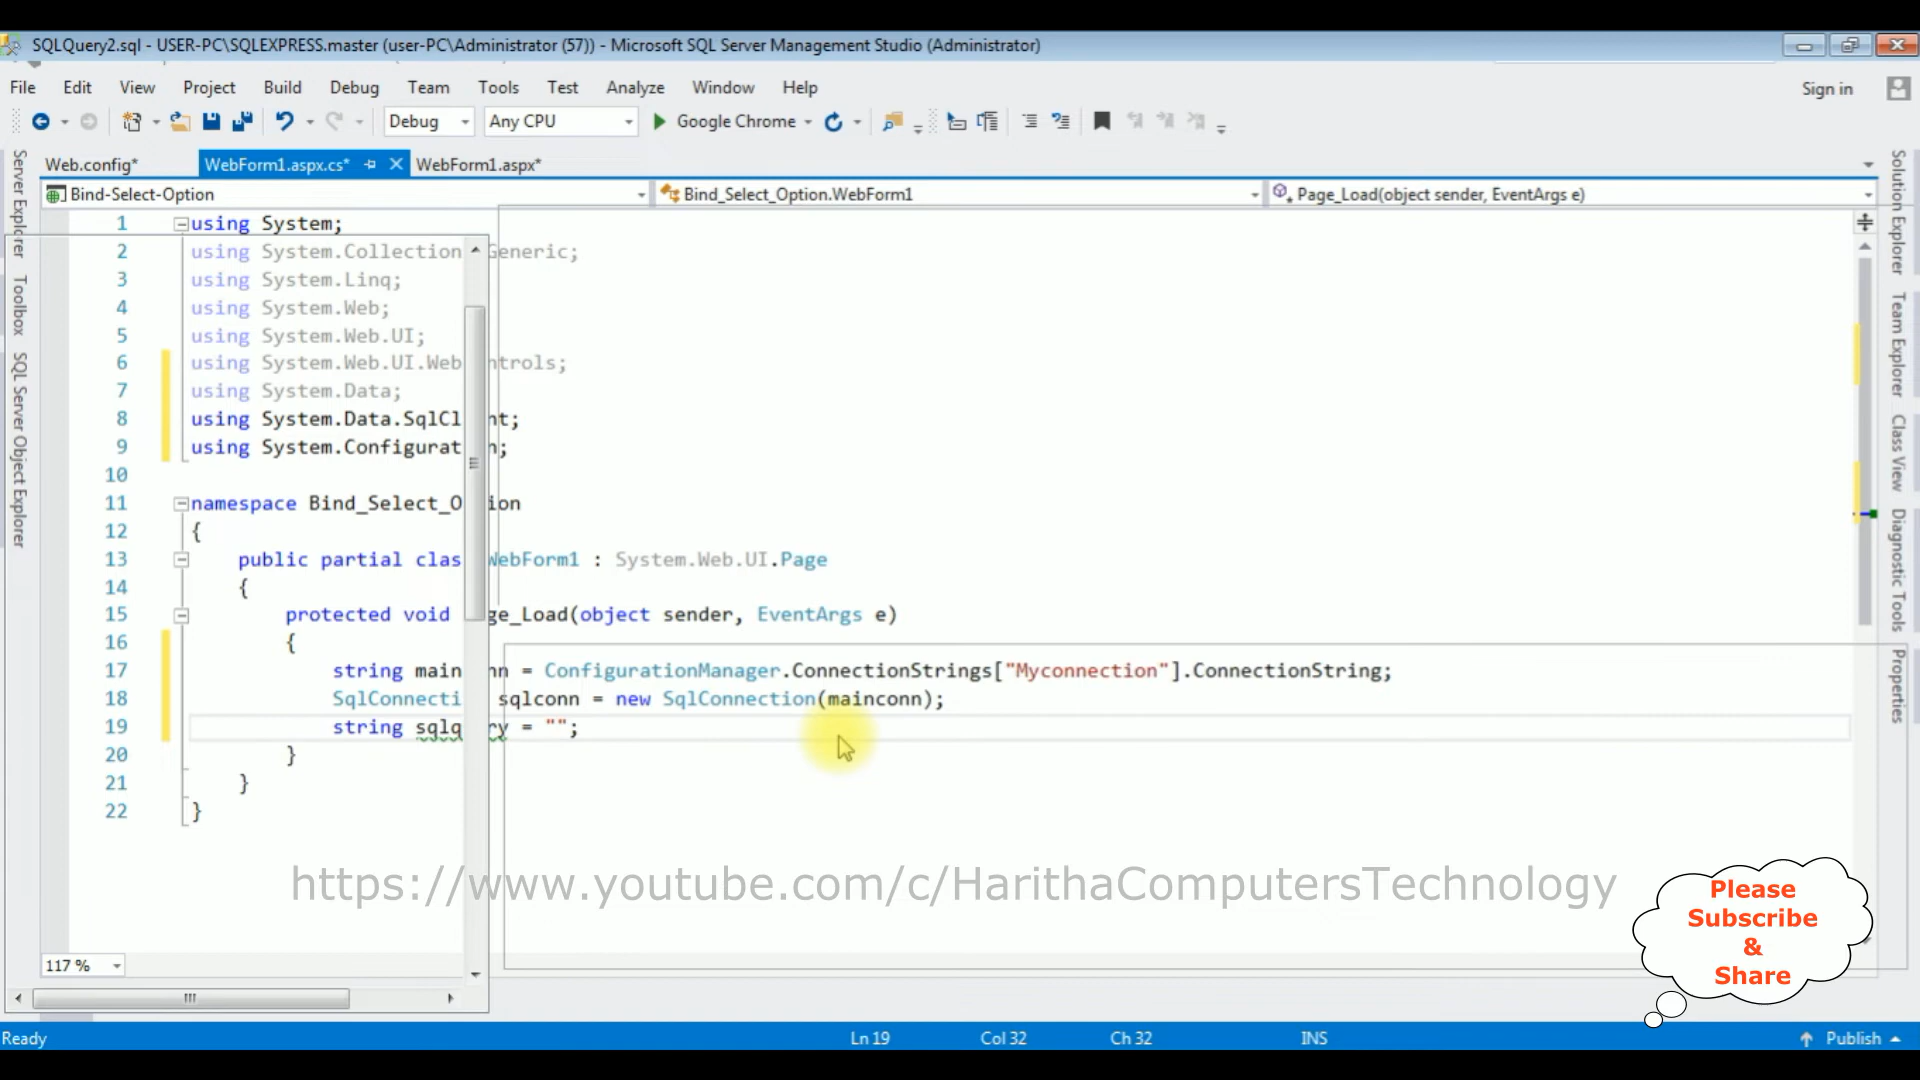 SQLQuery2.sql - USER-PC\SQLEXPRESS.master (user-PC\Administrator (57)) - Microsoft SQL Server Management Studio (Administrator)
File Edit View Project Build Debug Team Tools Test Analyze Window Help
Sign in
Debug Any CPU Google Chrome
Web.config* WebForm1.aspx.cs* WebForm1.aspx*
Bind-Select-Option Bind_Select_Option.WebForm1 Page_Load(object sender, EventArgs e)
Server Explorer
Toolbox
SQL Server Object Explorer
1 using System;
2 using System.Collection Generic;
3 using System.Linq;
4 using System.Web;
5 using System.Web.UI;
6 using System.Web.UI.Web ntrols;
7 using System.Data;
8 using System.Data.SqlCl nt;
9 using System.Configurat n;
10
11 namespace Bind_Select_O ion
12 {
13 public partial clas WebForm1 : System.Web.UI.Page
14 {
15 protected void ge_Load(object sender, EventArgs e)
16 {
17 string main nn = ConfigurationManager.ConnectionStrings["Myconnection"].ConnectionString;
18 SqlConnecti sqlconn = new SqlConnection(mainconn);
19 string sqlq ry = "";
20 }
21 }
22 }
Solution Explorer
Team Explorer
Class View
Diagnostic Tools
Properties
https://www.youtube.com/c/HarithaComputersTechnology
Please
Subscribe
&
Share
117 %
Ready Ln 19 Col 32 Ch 32 INS Publish